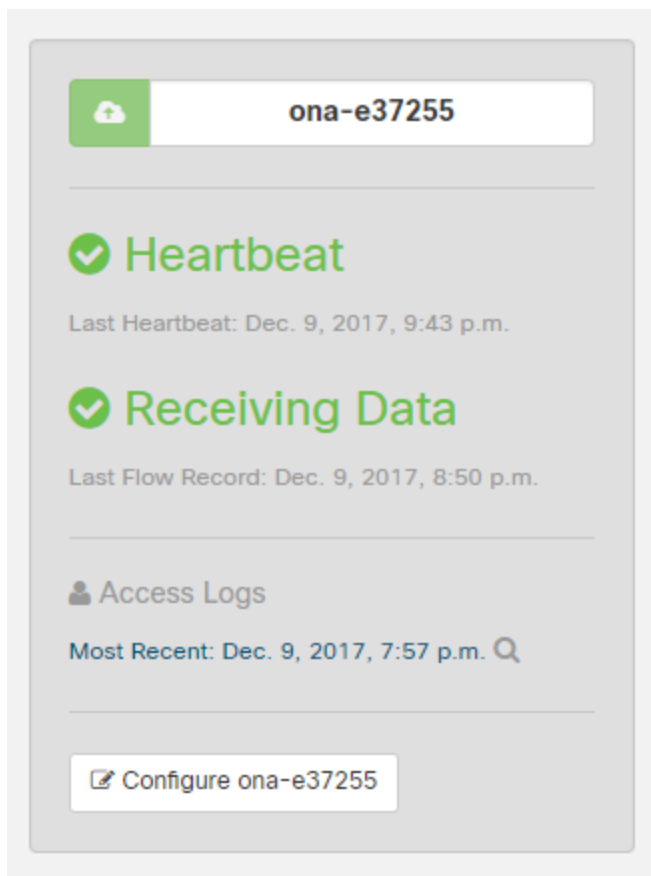 ona-e37255
Heartbeat
Last Heartbeat: Dec. 9, 2017, 9:43 p.m.
Receiving Data
Last Flow Record: Dec. 9, 2017, 8:50 p.m.
Access Logs
Most Recent: Dec. 9, 2017, 7:57 p.m.
Configure ona-e37255